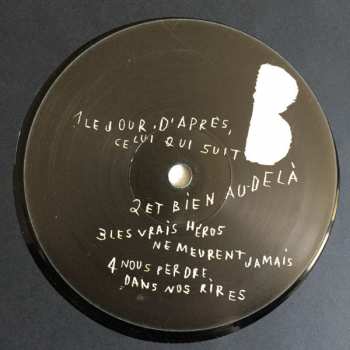 B
1 LE JOUR D'APRÈS,
CELUI QUI SUIT
2 ET BIEN AU-DELÀ
3 LES VRAIS HÉROS
NE MEURENT JAMAIS
4 NOUS PERDRE
DANS NOS RIRES